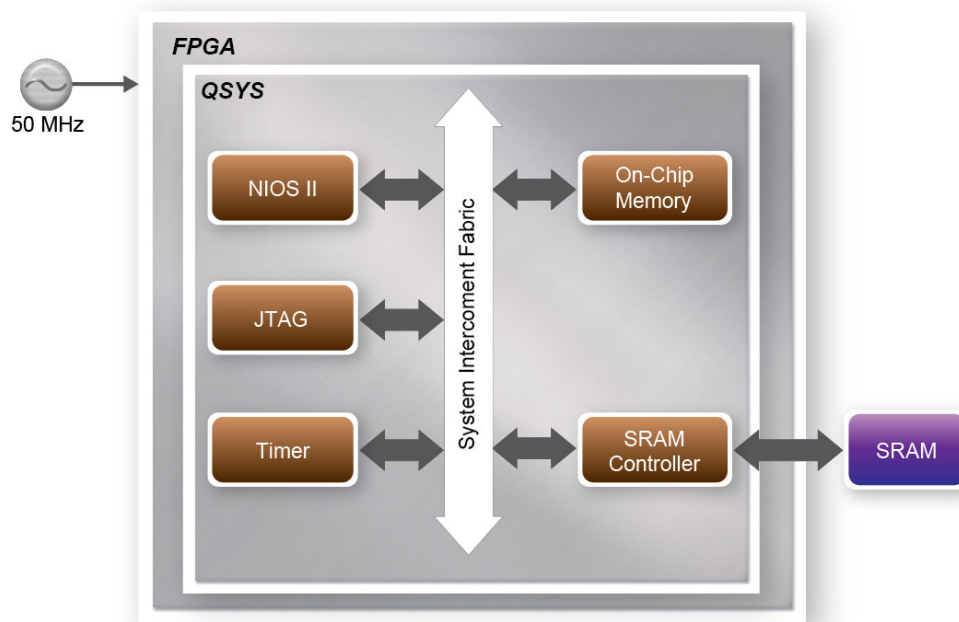 FPGA
QSYS
50 MHz
NIOS II
On-Chip
Memory
JTAG
System Intercoment Fabric
Timer
SRAM
Controller
SRAM